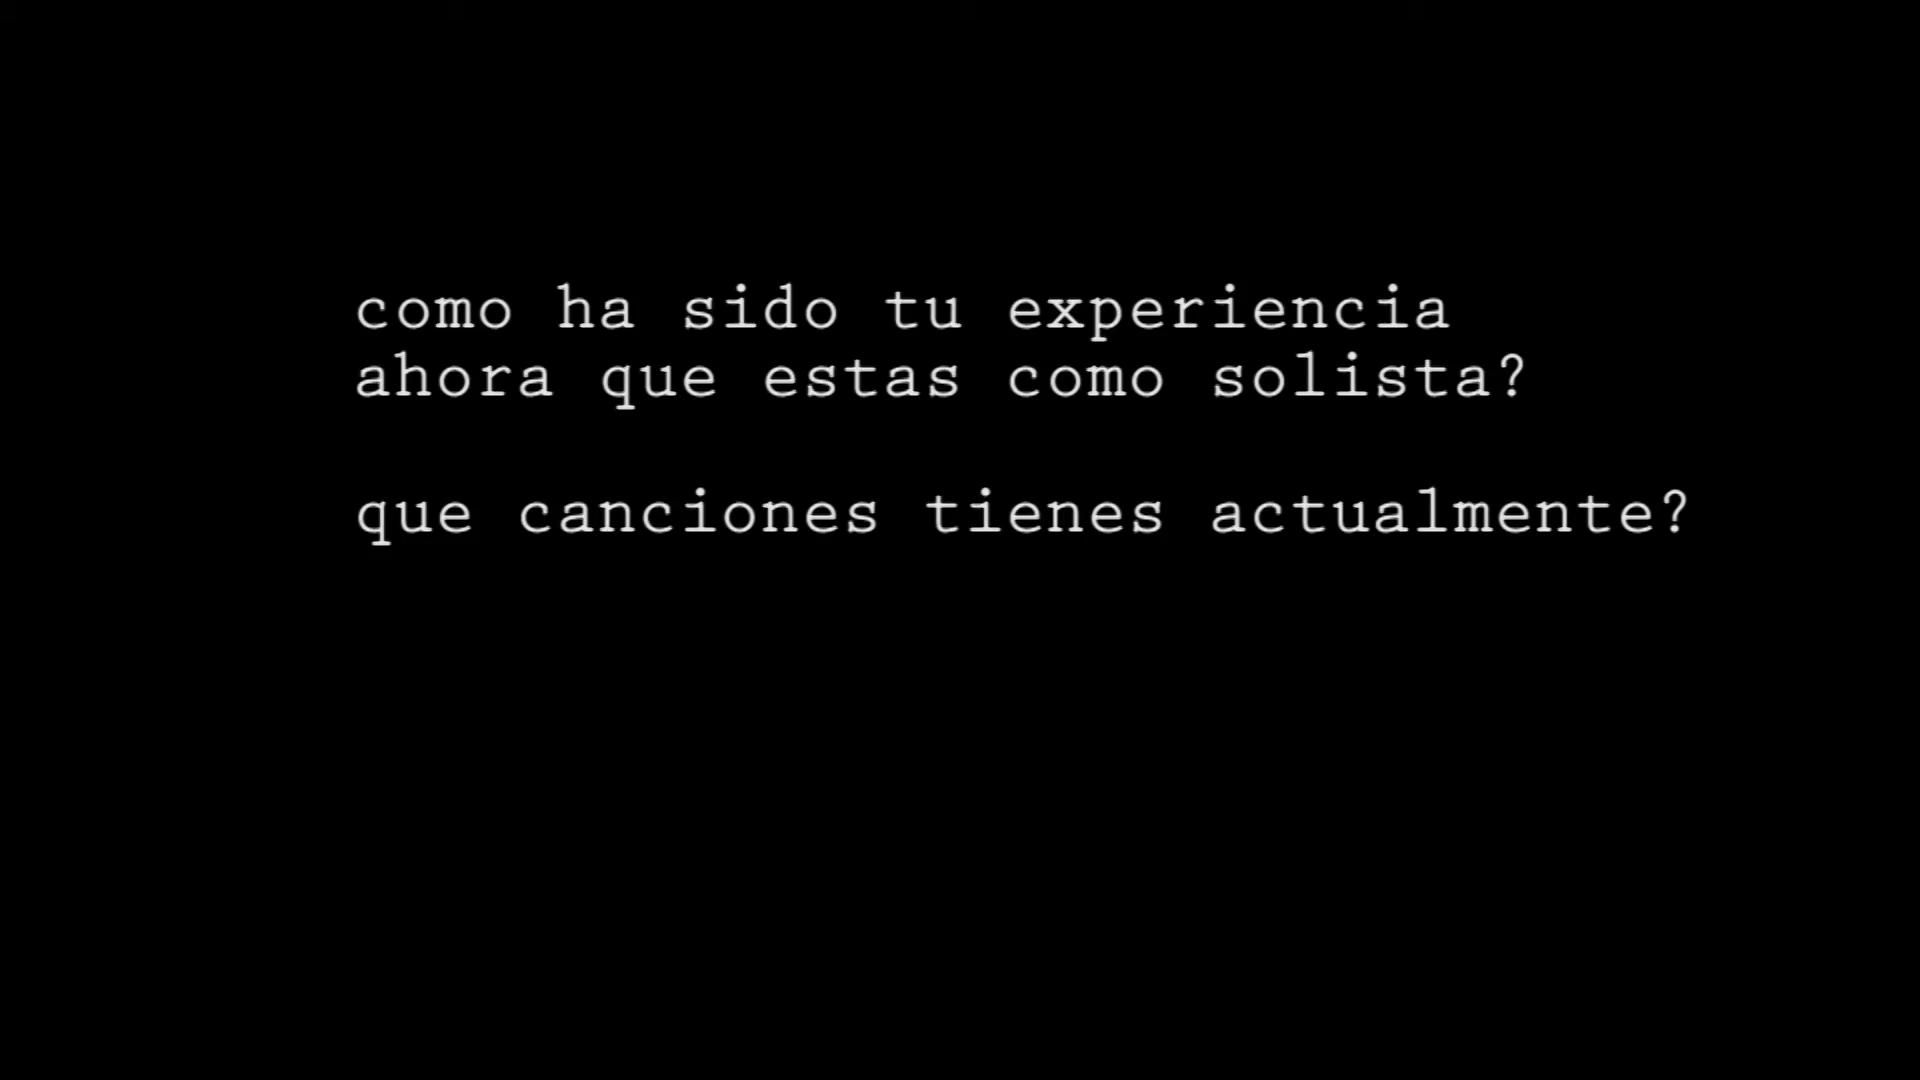 como ha sido tu experiencia
ahora que estas como solista?
que canciones tienes actualmente?